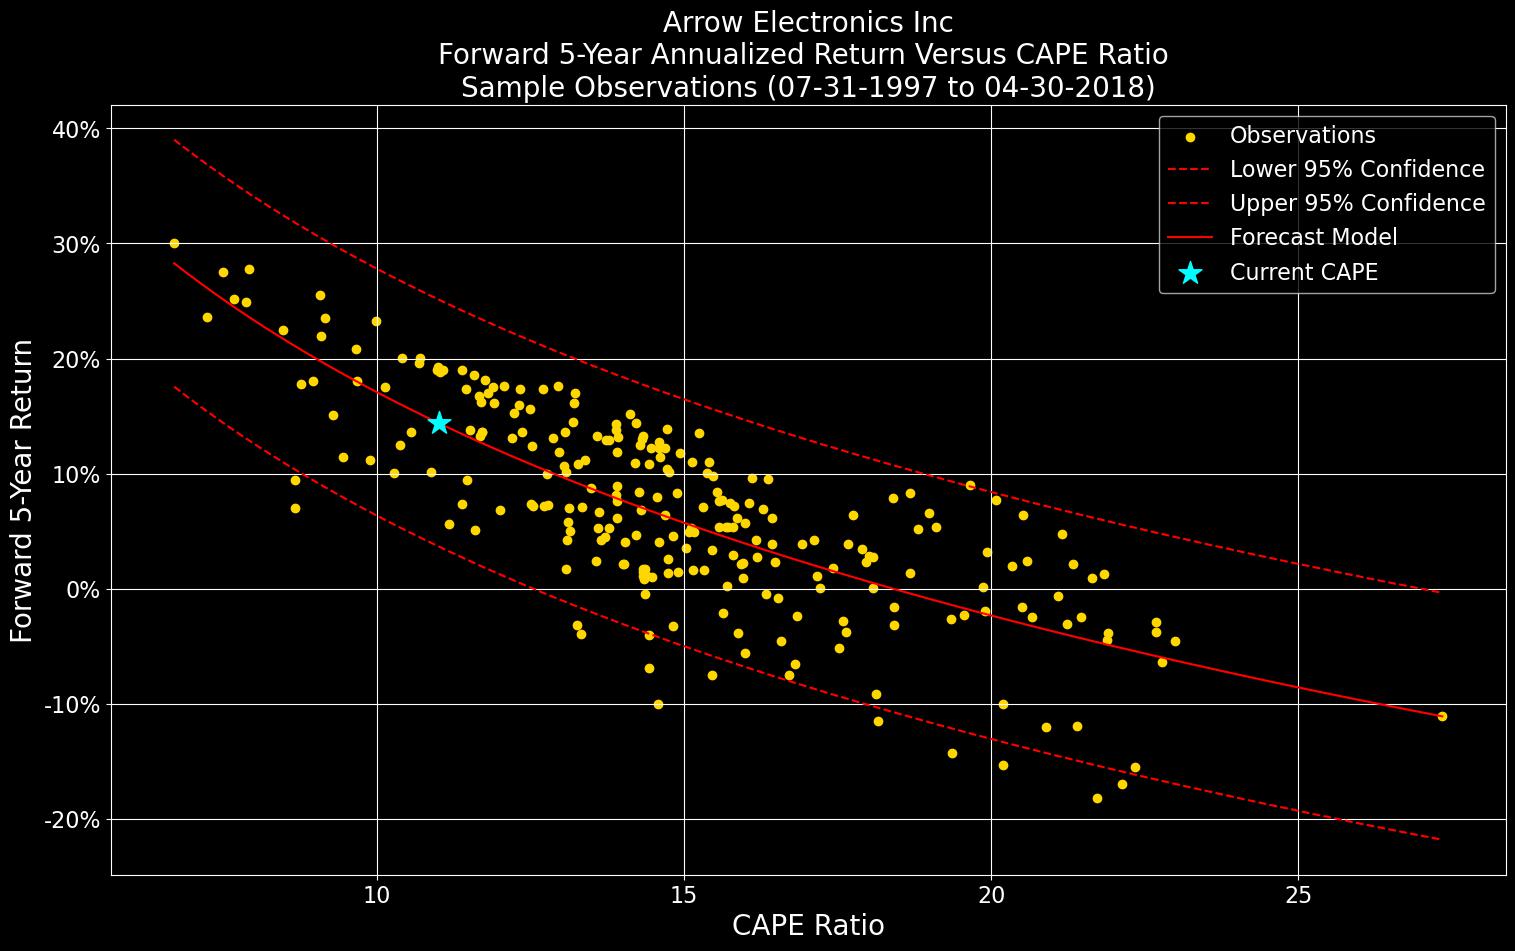 Arrow Electronics Inc
Forward 5-Year Annualized Return Versus CAPE Ratio
Sample Observations (07-31-1997 to 04-30-2018)
Forward 5-Year Return
40%
30%
20%
10%
0%
-10%
-20%
Observations
Lower 95% Confidence
Upper 95% Confidence
Forecast Model
Current CAPE
10
15
20
25
CAPE Ratio